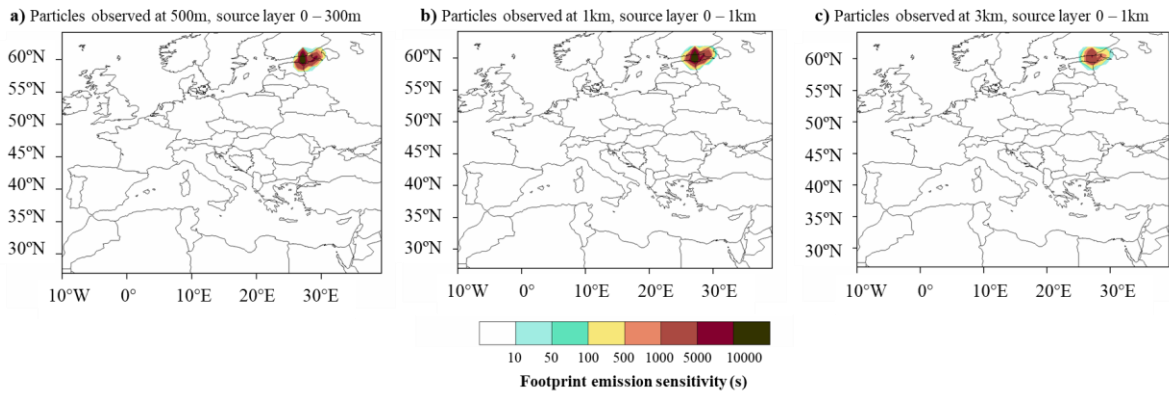 a) Particles observed at 500m, source layer 0 – 300m
60ºN
55ºN
50ºN
45ºN
40ºN
35ºN
30ºN
10°W 0° 10°E 20°E 30°E
b) Particles observed at 1km, source layer 0 – 1km
60ºN
55ºN
50ºN
45ºN
40ºN
35ºN
30ºN
10°W 0° 10°E 20°E 30°E
c) Particles observed at 3km, source layer 0 – 1km
60ºN
55ºN
50ºN
45ºN
40ºN
35ºN
30ºN
10°W 0° 10°E 20°E 30°E
10 50 100 500 1000 5000 10000
Footprint emission sensitivity (s)